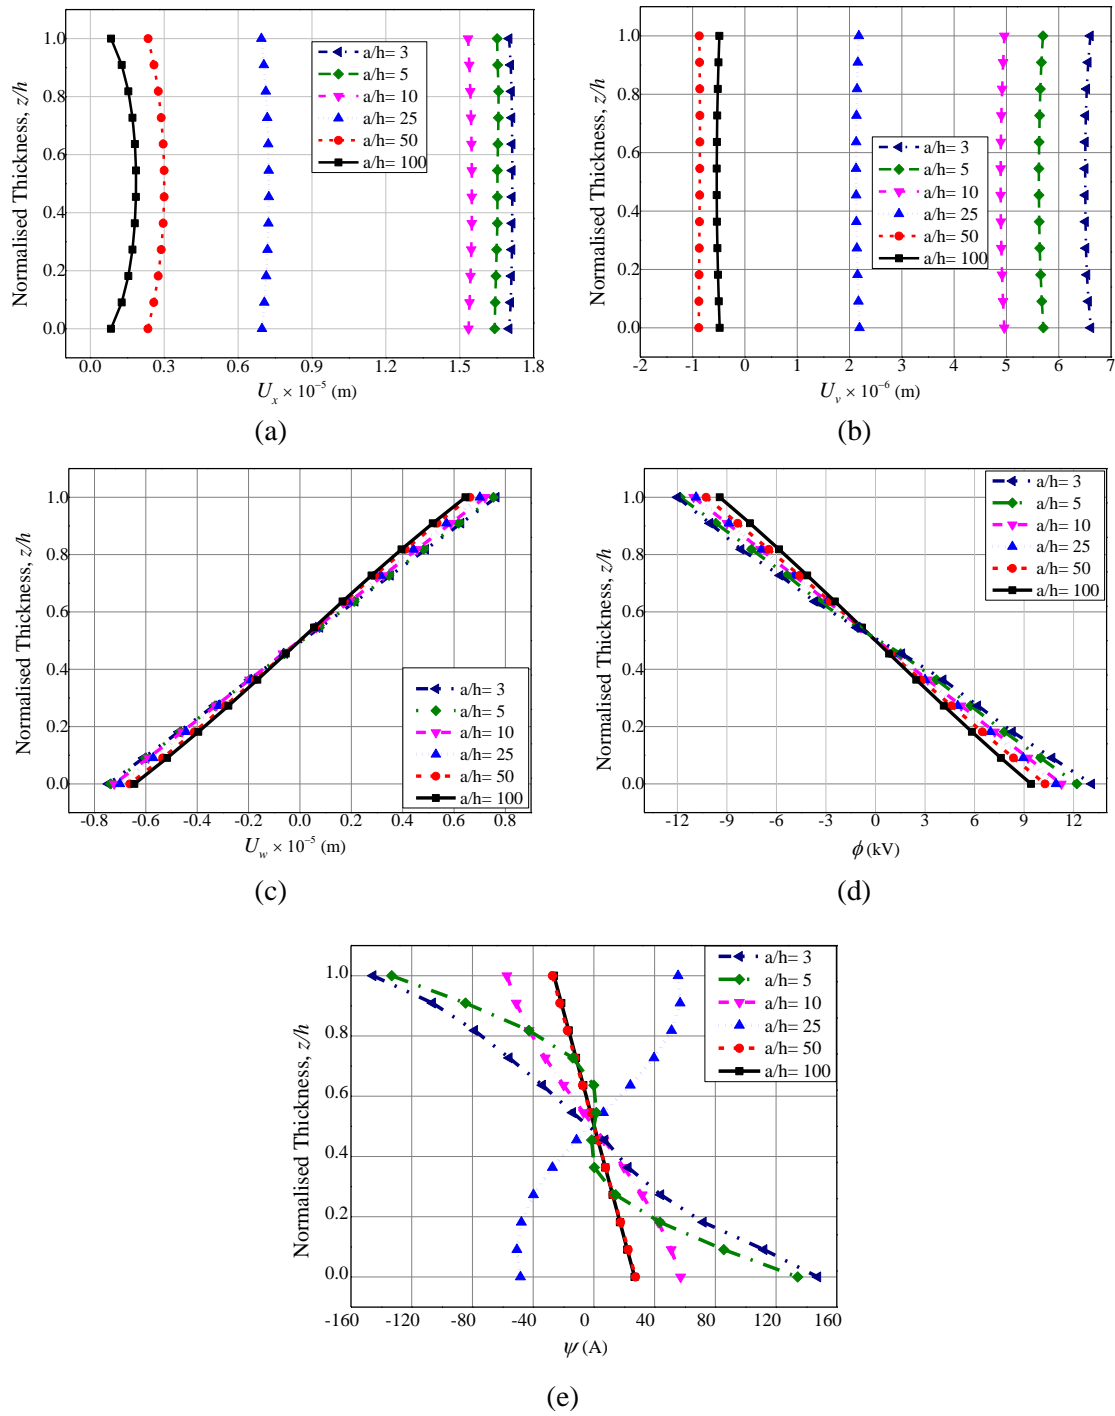 1.0
0.8
0.6
0.4
0.2
0.0
Normalised Thickness, z/h
a/h= 3
a/h= 5
a/h= 10
a/h= 25
a/h= 50
a/h= 100
0.0 0.3 0.6 0.9 1.2 1.5 1.8
U_x × 10^-5 (m)
(a)
1.0
0.8
0.6
0.4
0.2
0.0
Normalised Thickness, z/h
a/h= 3
a/h= 5
a/h= 10
a/h= 25
a/h= 50
a/h= 100
-2 -1 0 1 2 3 4 5 6 7
U_v × 10^-6 (m)
(b)
1.0
0.8
0.6
0.4
0.2
0.0
Normalised Thickness, z/h
a/h= 3
a/h= 5
a/h= 10
a/h= 25
a/h= 50
a/h= 100
-0.8 -0.6 -0.4 -0.2 0.0 0.2 0.4 0.6 0.8
U_w × 10^-5 (m)
(c)
1.0
0.8
0.6
0.4
0.2
0.0
Normalised Thickness, z/h
a/h= 3
a/h= 5
a/h= 10
a/h= 25
a/h= 50
a/h= 100
-12 -9 -6 -3 0 3 6 9 12
ϕ (kV)
(d)
1.0
0.8
0.6
0.4
0.2
0.0
Normalised Thickness, z/h
a/h= 3
a/h= 5
a/h= 10
a/h= 25
a/h= 50
a/h= 100
-160 -120 -80 -40 0 40 80 120 160
ψ (A)
(e)